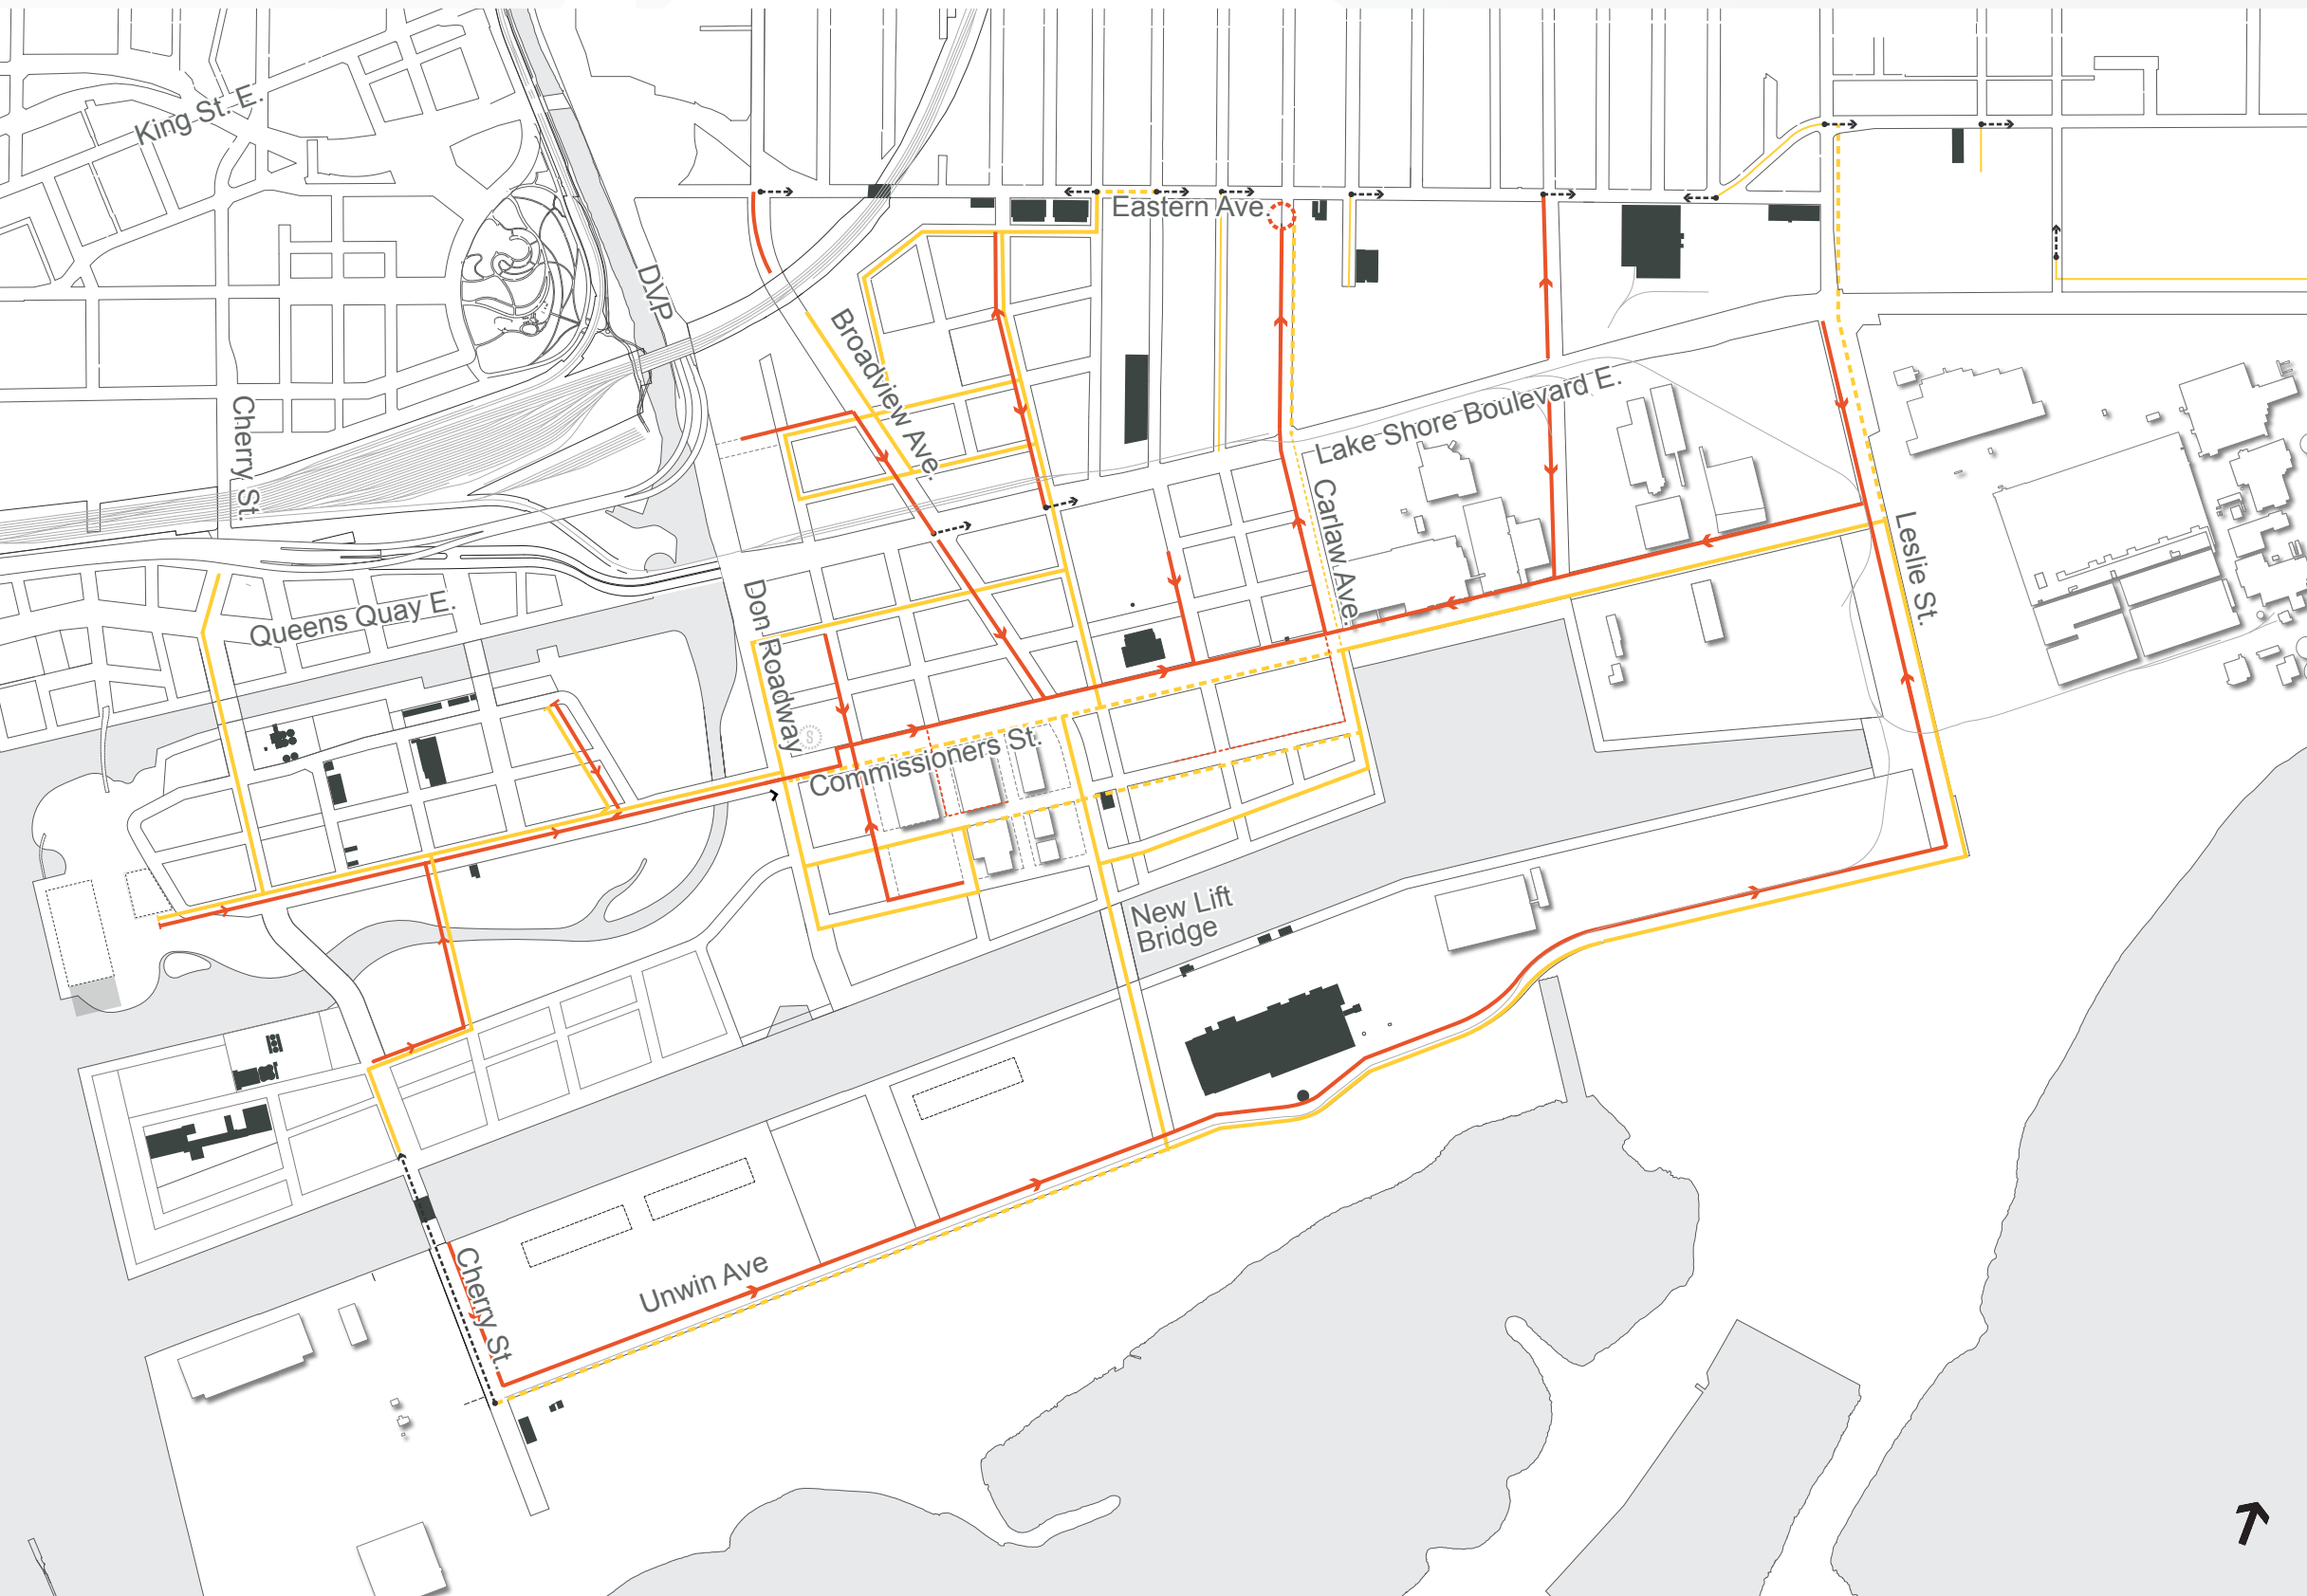 King St. E.
Eastern Ave.
DVP
Broadview Ave.
Cherry St.
Lake Shore Boulevard E.
Carlaw Ave.
Leslie St.
Queens Quay E.
Don Roadway
S
Commissioners St.
New Lift
Bridge
Cherry St.
Unwin Ave